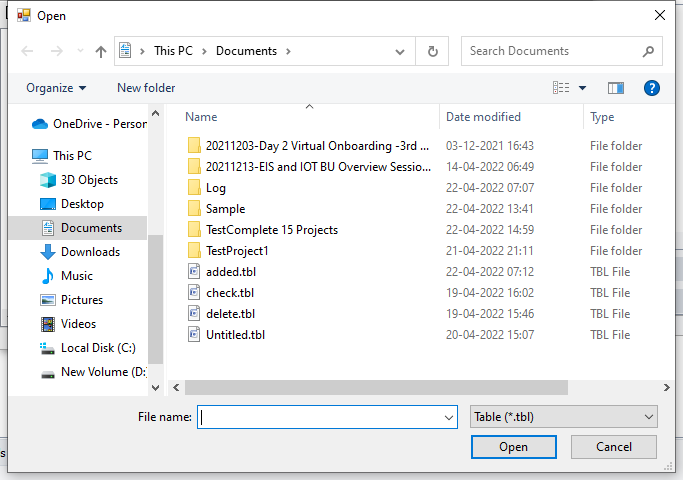 Open
This PC > Documents >
Search Documents
Organize
New folder
?
OneDrive - Person
This PC
3D Objects
Desktop
Documents
Downloads
Music
Pictures
Videos
Local Disk (C:)
New Volume (D:
Name Date modified Type
20211203-Day 2 Virtual Onboarding -3rd ... 03-12-2021 16:43 File folder
20211213-EIS and IOT BU Overview Sessio... 14-04-2022 06:49 File folder
Log 22-04-2022 07:07 File folder
Sample 22-04-2022 13:41 File folder
TestComplete 15 Projects 22-04-2022 14:59 File folder
TestProject1 21-04-2022 21:11 File folder
added.tbl 22-04-2022 07:12 TBL File
check.tbl 19-04-2022 16:02 TBL File
delete.tbl 19-04-2022 15:46 TBL File
Untitled.tbl 20-04-2022 15:07 TBL File
File name:
Table (*.tbl)
Open
Cancel
s